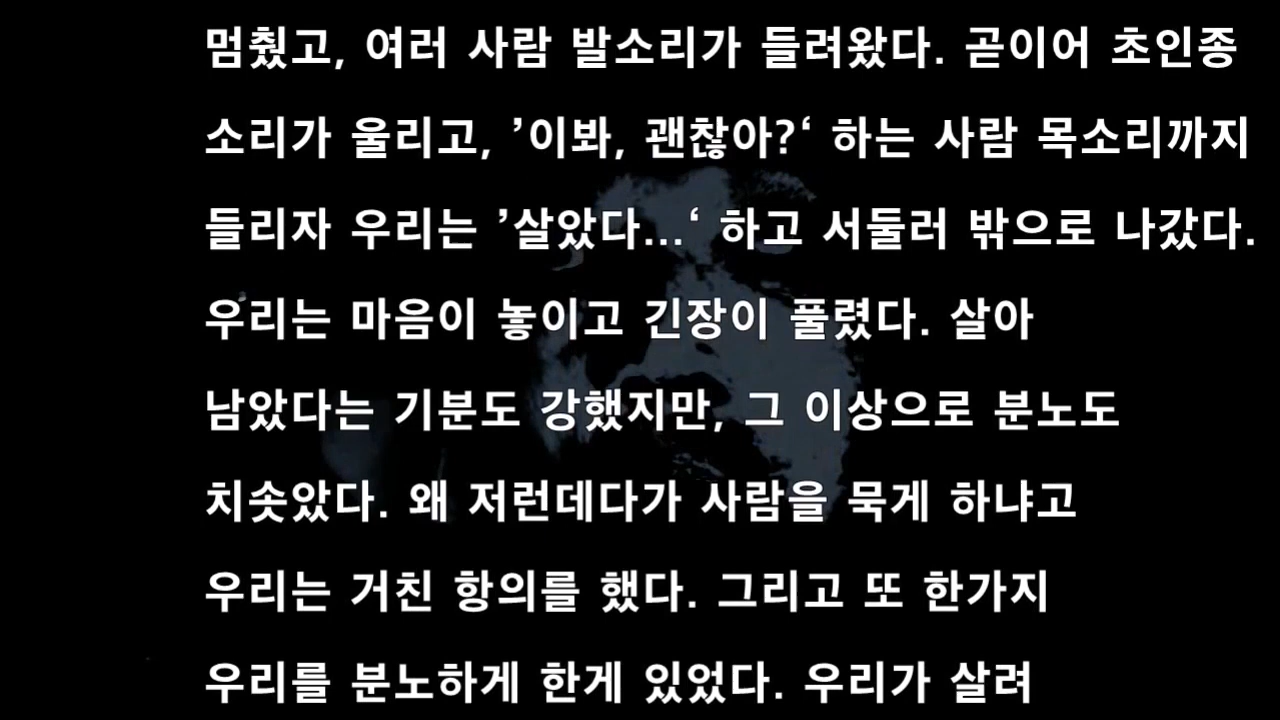 멈췄고, 여러 사람 발소리가 들려왔다. 곧이어 초인종
소리가 울리고, ’이봐, 괜찮아?‘ 하는 사람 목소리까지
들리자 우리는 ’살았다...‘ 하고 서둘러 밖으로 나갔다.
우리는 마음이 놓이고 긴장이 풀렸다. 살아
남았다는 기분도 강했지만, 그 이상으로 분노도
치솟았다. 왜 저런데다가 사람을 묵게 하냐고
우리는 거친 항의를 했다. 그리고 또 한가지
우리를 분노하게 한게 있었다. 우리가 살려